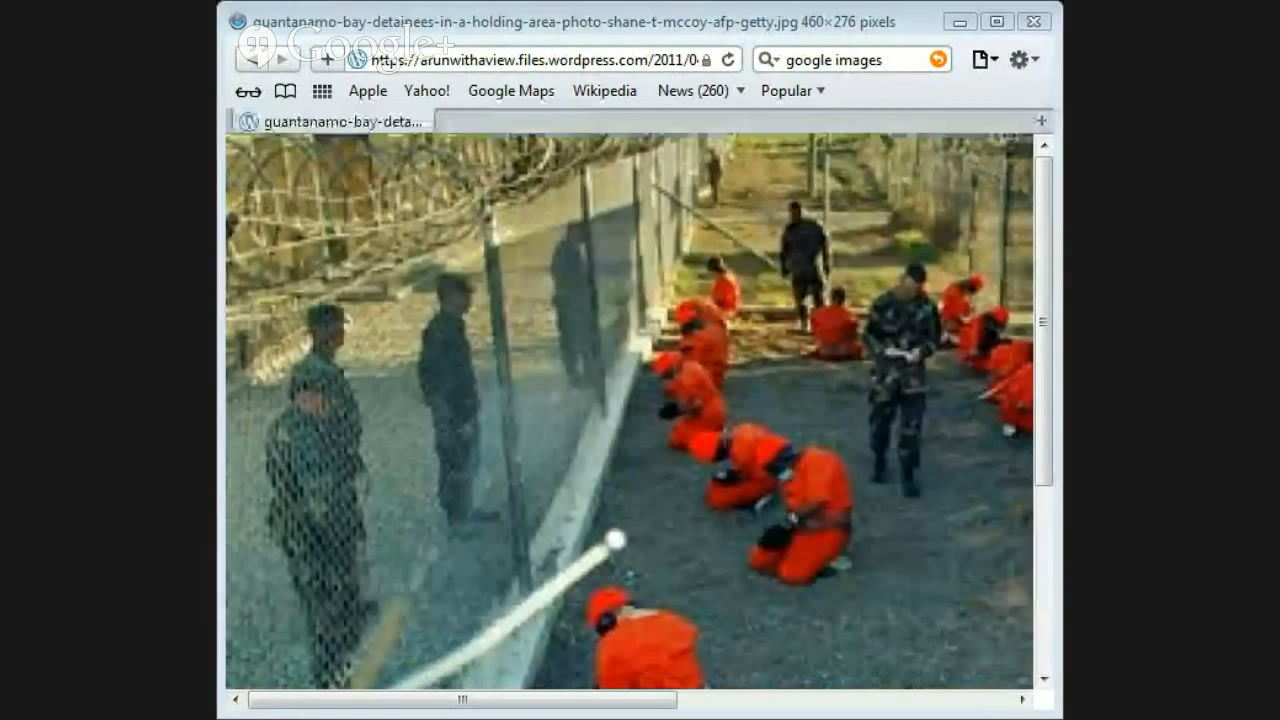 guantanamo-bay-detainees-in-a-holding-area-photo-shane-t-mccoy-afp-getty.jpg 460×276 pixels
Google+
https://arunwithaview.files.wordpress.com/2011/0
google images
Apple Yahoo! Google Maps Wikipedia News (260) Popular
guantanamo-bay-deta...